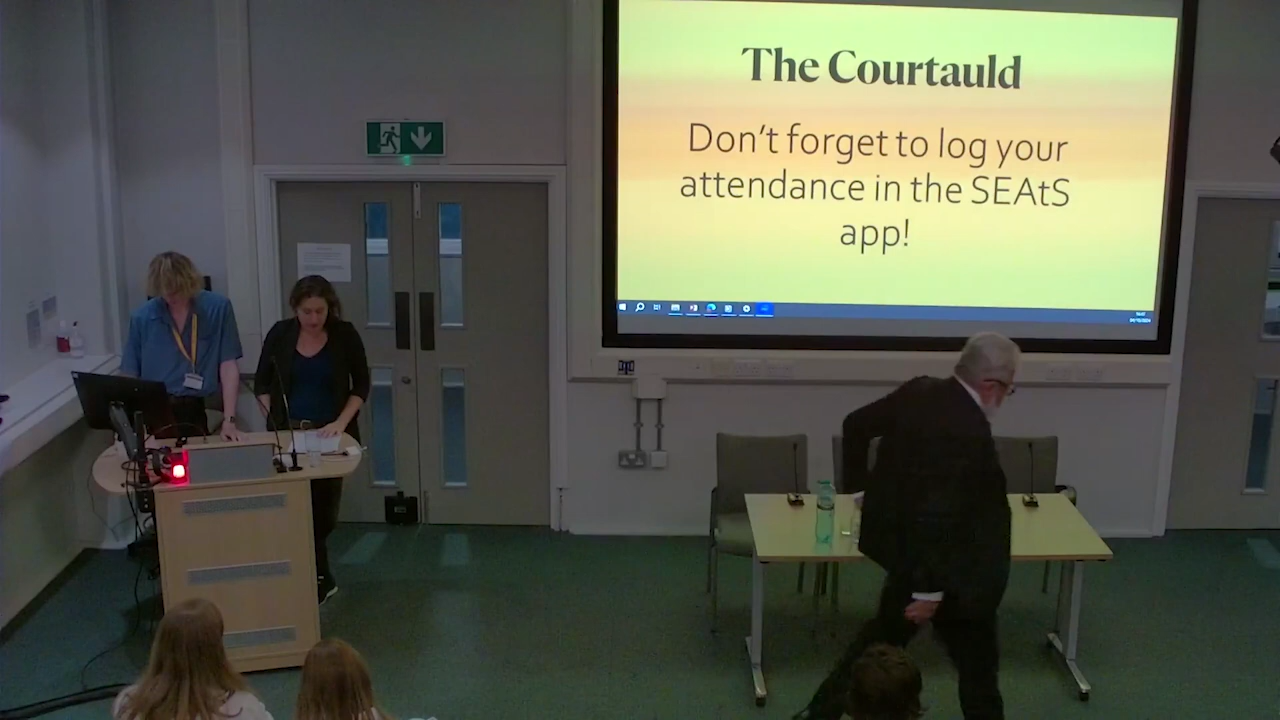 The Courtauld
Don't forget to log your
attendance in the SEAtS
app!